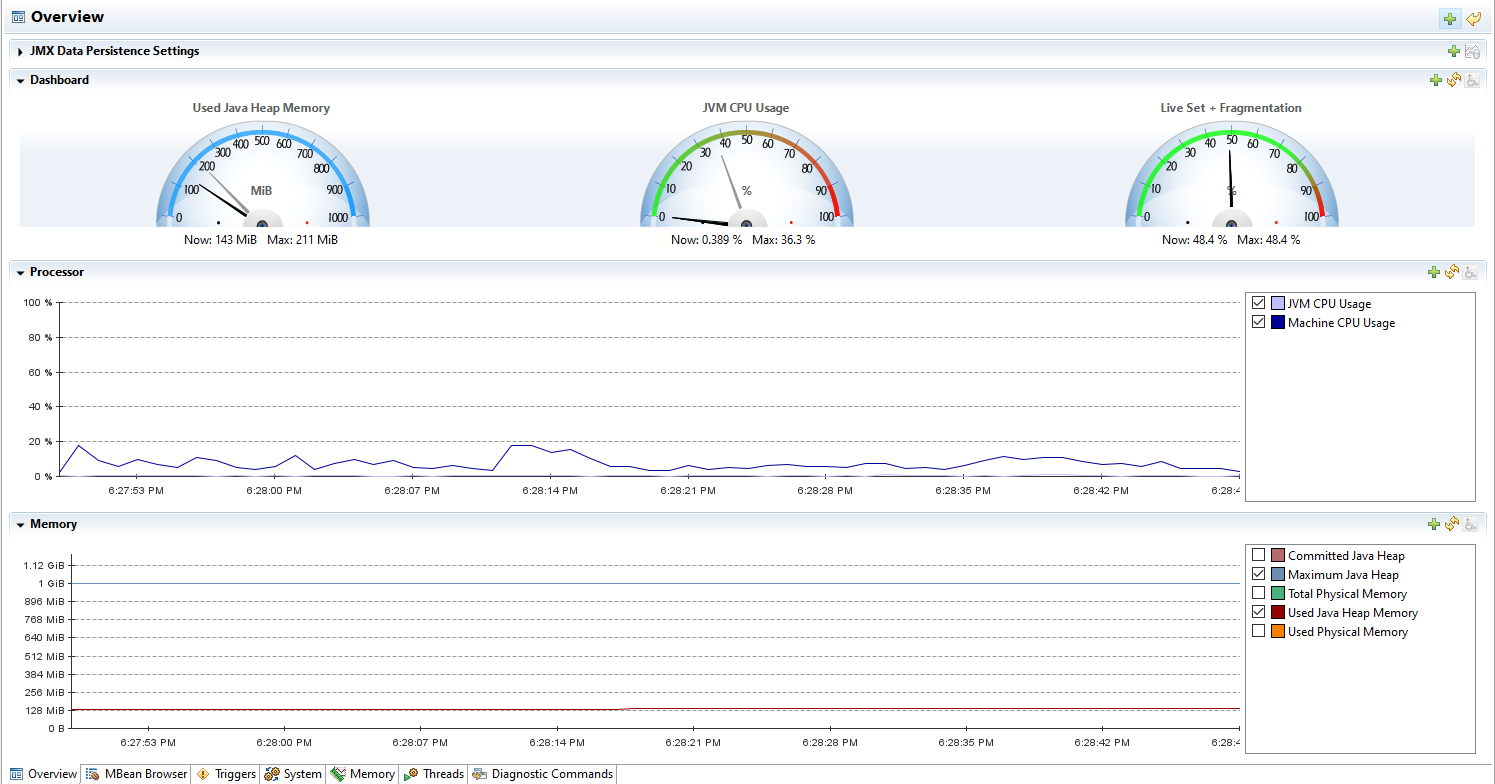 Overview
JMX Data Persistence Settings
Dashboard
Used Java Heap Memory
0 100 200 300 400 500 600 700 800 900 1000
MiB
Now: 143 MiB Max: 211 MiB
JVM CPU Usage
0 10 20 30 40 50 60 70 80 90 100
%
Now: 0.389 % Max: 36.3 %
Live Set + Fragmentation
0 10 20 30 40 50 60 70 80 90 100
%
Now: 48.4 % Max: 48.4 %
Processor
100 %
80 %
60 %
40 %
20 %
0 %
6:27:53 PM 6:28:00 PM 6:28:07 PM 6:28:14 PM 6:28:21 PM 6:28:28 PM 6:28:35 PM 6:28:42 PM 6:28:4
JVM CPU Usage
Machine CPU Usage
Memory
1.12 GiB
1 GiB
896 MiB
768 MiB
640 MiB
512 MiB
384 MiB
256 MiB
128 MiB
0 B
6:27:53 PM 6:28:00 PM 6:28:07 PM 6:28:14 PM 6:28:21 PM 6:28:28 PM 6:28:35 PM 6:28:42 PM 6:28:4
Committed Java Heap
Maximum Java Heap
Total Physical Memory
Used Java Heap Memory
Used Physical Memory
Overview MBean Browser Triggers System Memory Threads Diagnostic Commands